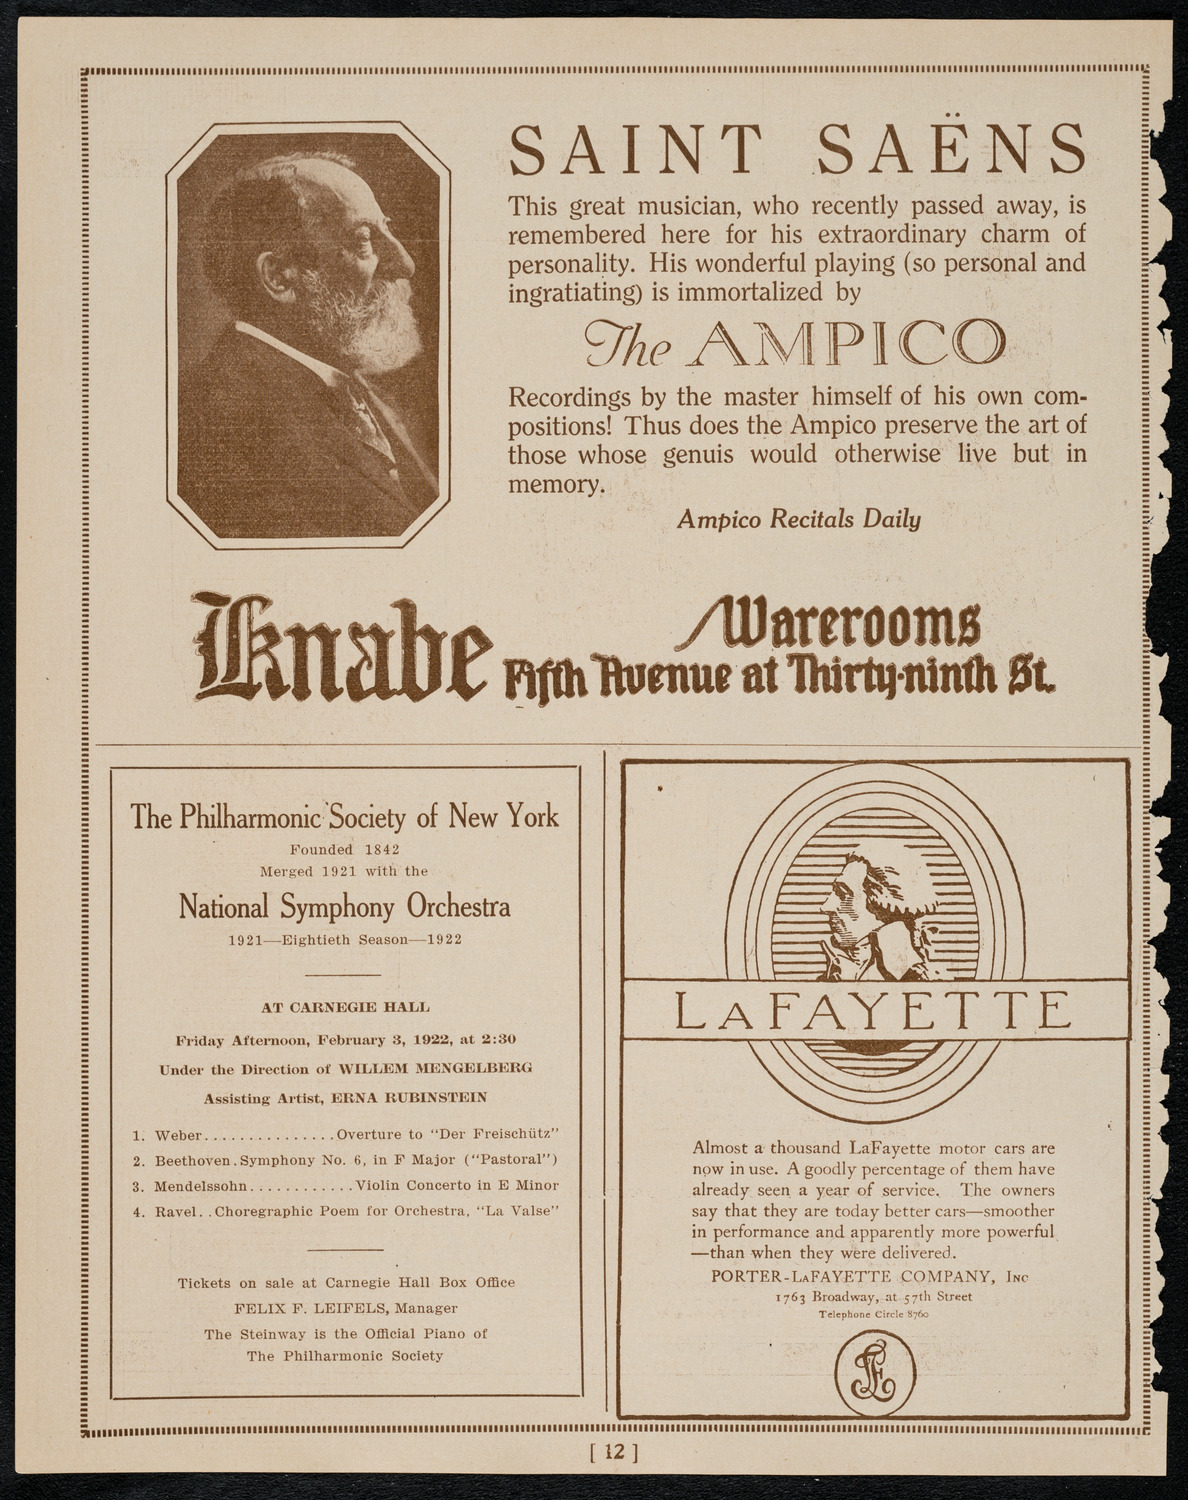 SAINT SAËNS
This great musician, who recently passed away, is
remembered here for his extraordinary charm of
personality. His wonderful playing (so personal and
ingratiating) is immortalized by
The AMPICO
Recordings by the master himself of his own com-
positions! Thus does the Ampico preserve the art of
those whose genuis would otherwise live but in
memory.
Ampico Recitals Daily
Knabe Warerooms
Fifth Avenue at Thirty-ninth St.
The Philharmonic Society of New York
Founded 1842
Merged 1921 with the
National Symphony Orchestra
1921—Eightieth Season—1922
AT CARNEGIE HALL
Friday Afternoon, February 3, 1922, at 2:30
Under the Direction of WILLEM MENGELBERG
Assisting Artist, ERNA RUBINSTEIN
1. Weber...............Overture to "Der Freischütz"
2. Beethoven.Symphony No. 6, in F Major ("Pastoral")
3. Mendelssohn............Violin Concerto in E Minor
4. Ravel..Choregraphic Poem for Orchestra, "La Valse"
Tickets on sale at Carnegie Hall Box Office
FELIX F. LEIFELS, Manager
The Steinway is the Official Piano of
The Philharmonic Society
LAFAYETTE
Almost a thousand LaFayette motor cars are
now in use. A goodly percentage of them have
already seen a year of service. The owners
say that they are today better cars—smoother
in performance and apparently more powerful
—than when they were delivered.
PORTER-LAFAYETTE COMPANY, Inc
1763 Broadway, at 57th Street
Telephone Circle 8760
[ 12 ]